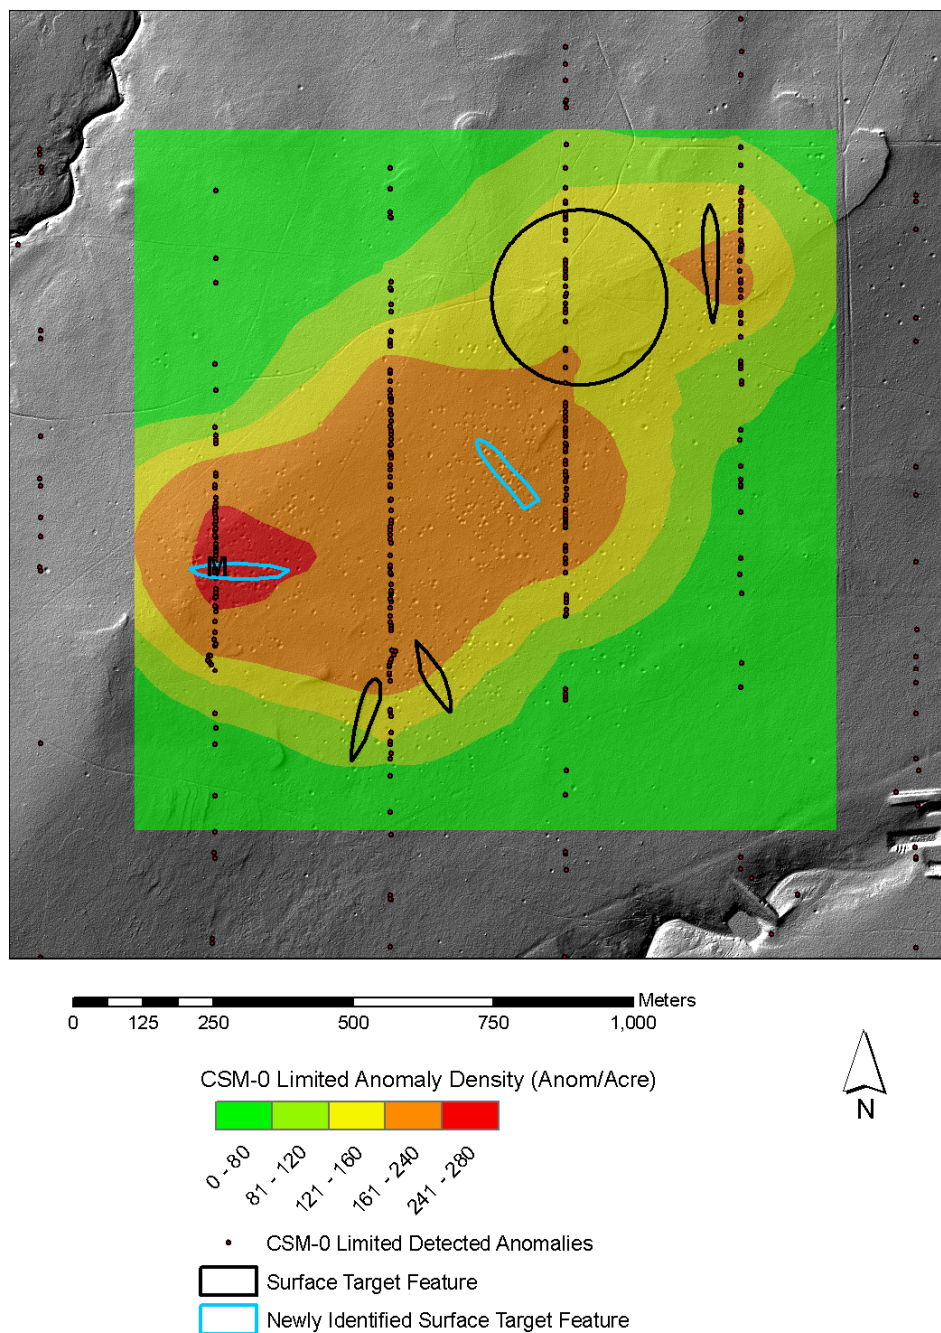 M
Meters
0 125 250 500 750 1,000
CSM-0 Limited Anomaly Density (Anom/Acre)
N
0 - 80
81 - 120
121 - 160
161 - 240
241 - 280
CSM-0 Limited Detected Anomalies
Surface Target Feature
Newly Identified Surface Target Feature